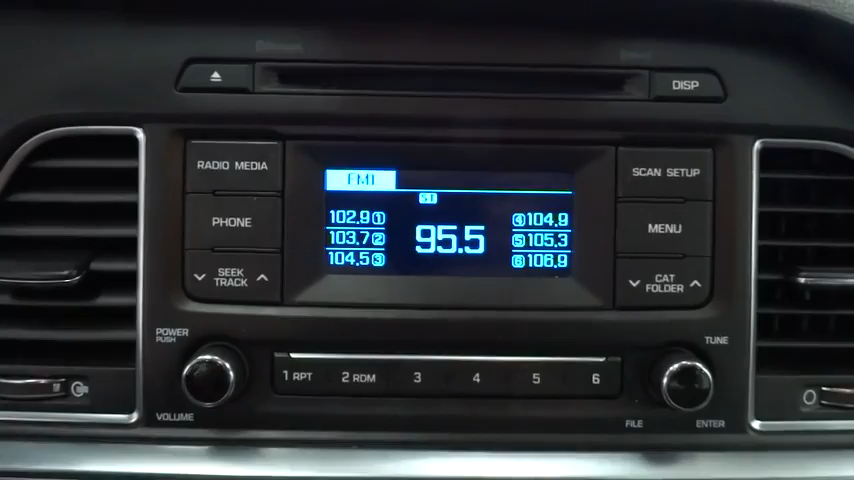 DISP
RADIO MEDIA
SCAN SETUP
FM1
ST
102.9 1
4 104.9
PHONE
103.7 2
95.5
5 105.3
MENU
104.5 3
6 106.9
SEEK
TRACK
CAT
FOLDER
POWER
PUSH
TUNE
1 RPT
2 RDM
3
4
5
6
VOLUME
FILE
ENTER